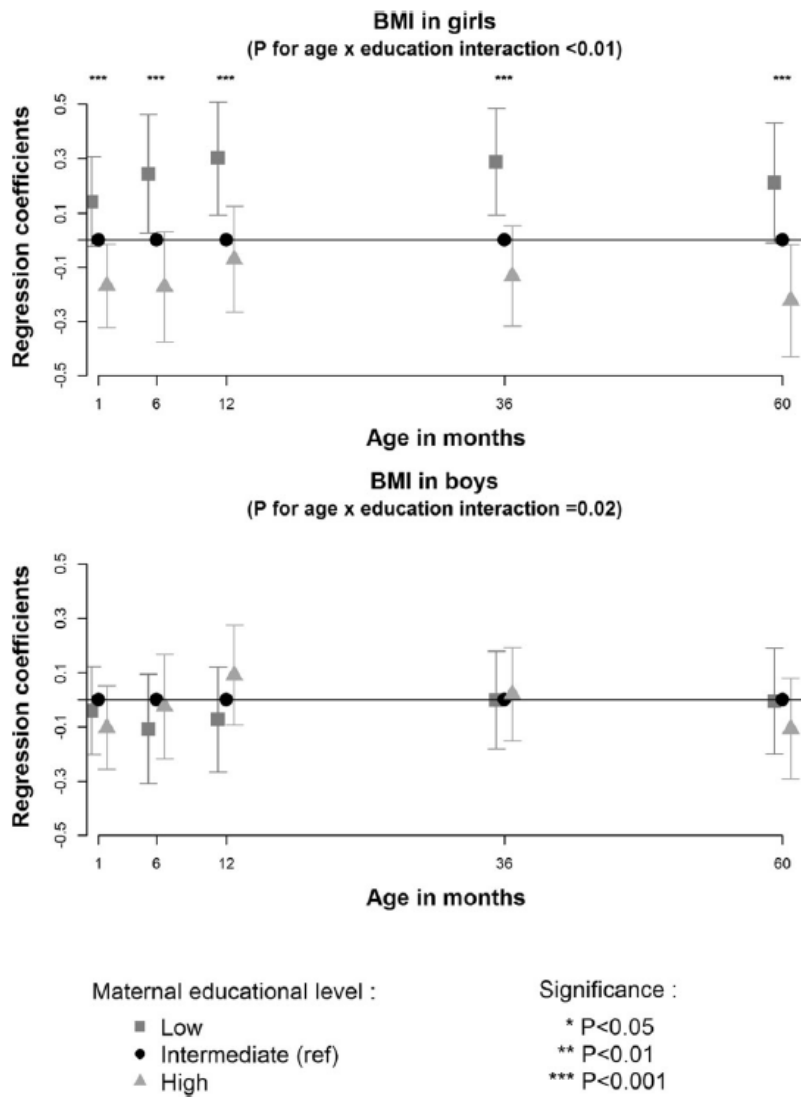 BMI in girls
(P for age x education interaction <0.01)
*** *** *** *** ***
Regression coefficients
0.5
0.3
0.1
-0.1
-0.3
-0.5
1 6 12 36 60
Age in months
BMI in boys
(P for age x education interaction =0.02)
Regression coefficients
0.5
0.3
0.1
-0.1
-0.3
-0.5
1 6 12 36 60
Age in months
Maternal educational level :
Low
Intermediate (ref)
High
Significance :
* P<0.05
** P<0.01
*** P<0.001